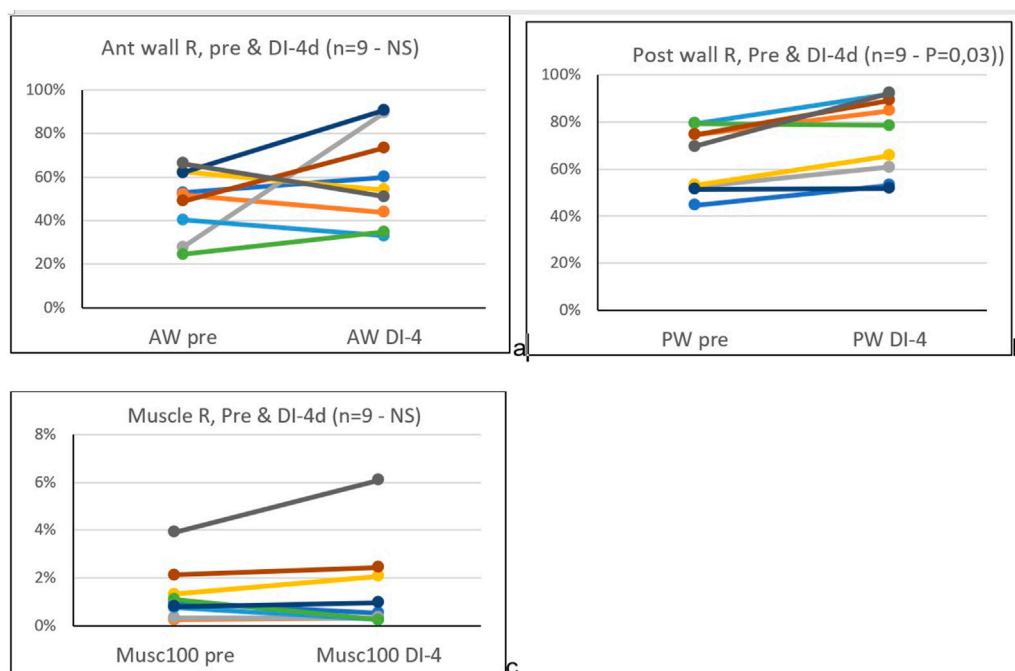 Ant wall R, pre & DI-4d (n=9 - NS)
100%
80%
60%
40%
20%
0%
AW pre AW DI-4
a
Post wall R, Pre & DI-4d (n=9 - P=0,03))
100%
80%
60%
40%
20%
0%
PW pre PW DI-4
Muscle R, Pre & DI-4d (n=9 - NS)
8%
6%
4%
2%
0%
Musc100 pre Musc100 DI-4
c